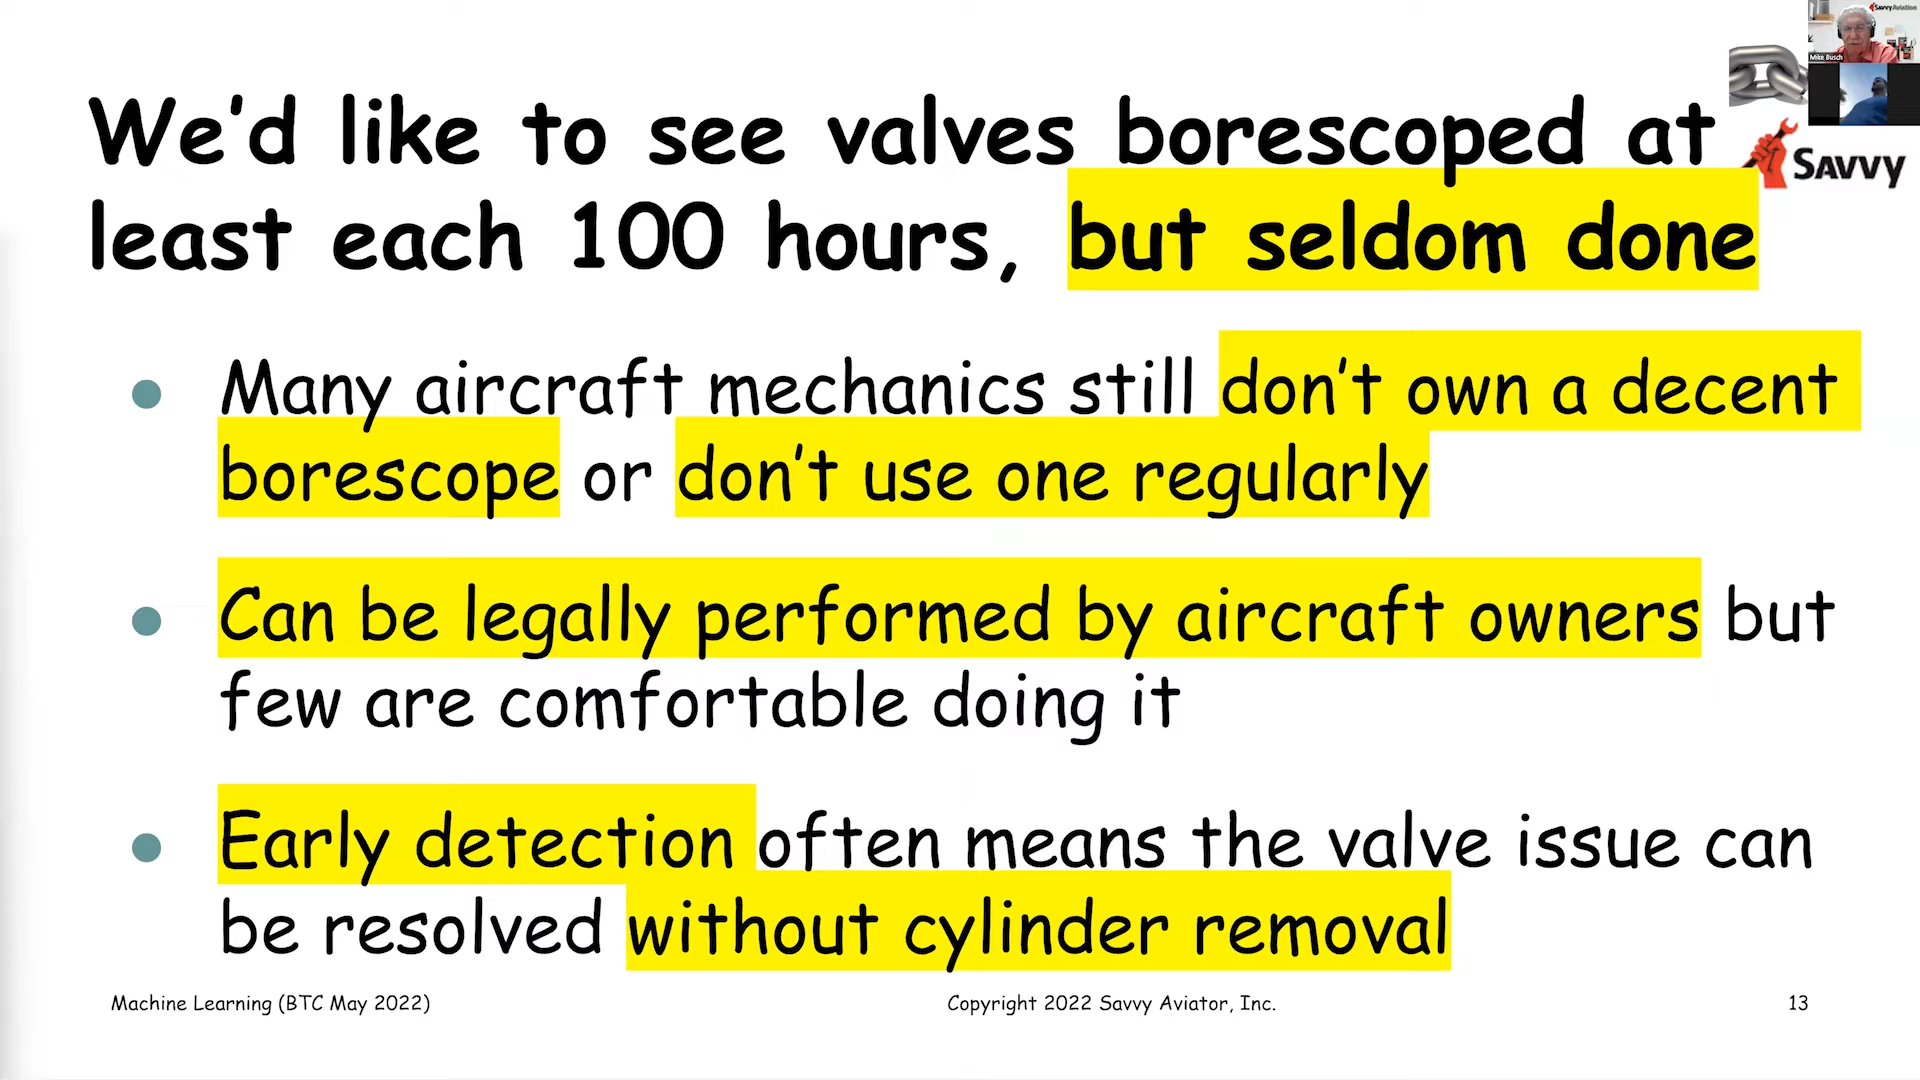 SavvyAviation
Mike Busch
SAVVY
We'd like to see valves borescoped at
least each 100 hours, but seldom done
Many aircraft mechanics still don't own a decent
borescope or don't use one regularly
Can be legally performed by aircraft owners but
few are comfortable doing it
Early detection often means the valve issue can
be resolved without cylinder removal
Machine Learning (BTC May 2022)
Copyright 2022 Savvy Aviator, Inc.
13